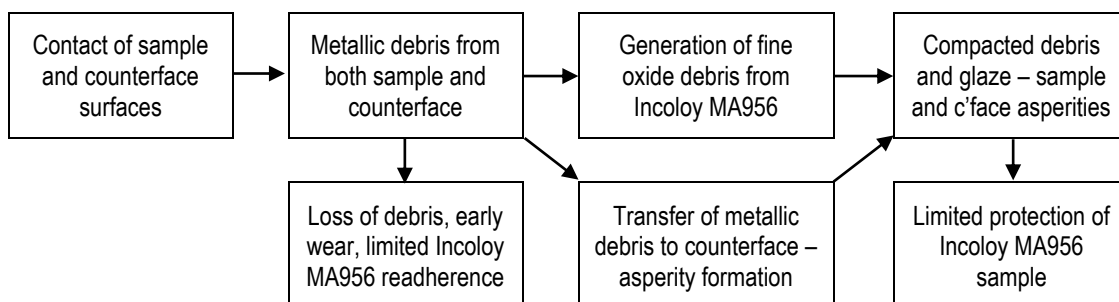 Contact of sample
and counterface
surfaces
Metallic debris from
both sample and
counterface
Generation of fine
oxide debris from
Incoloy MA956
Compacted debris
and glaze – sample
and c'face asperities
Loss of debris, early
wear, limited Incoloy
MA956 readherence
Transfer of metallic
debris to counterface –
asperity formation
Limited protection of
Incoloy MA956
sample